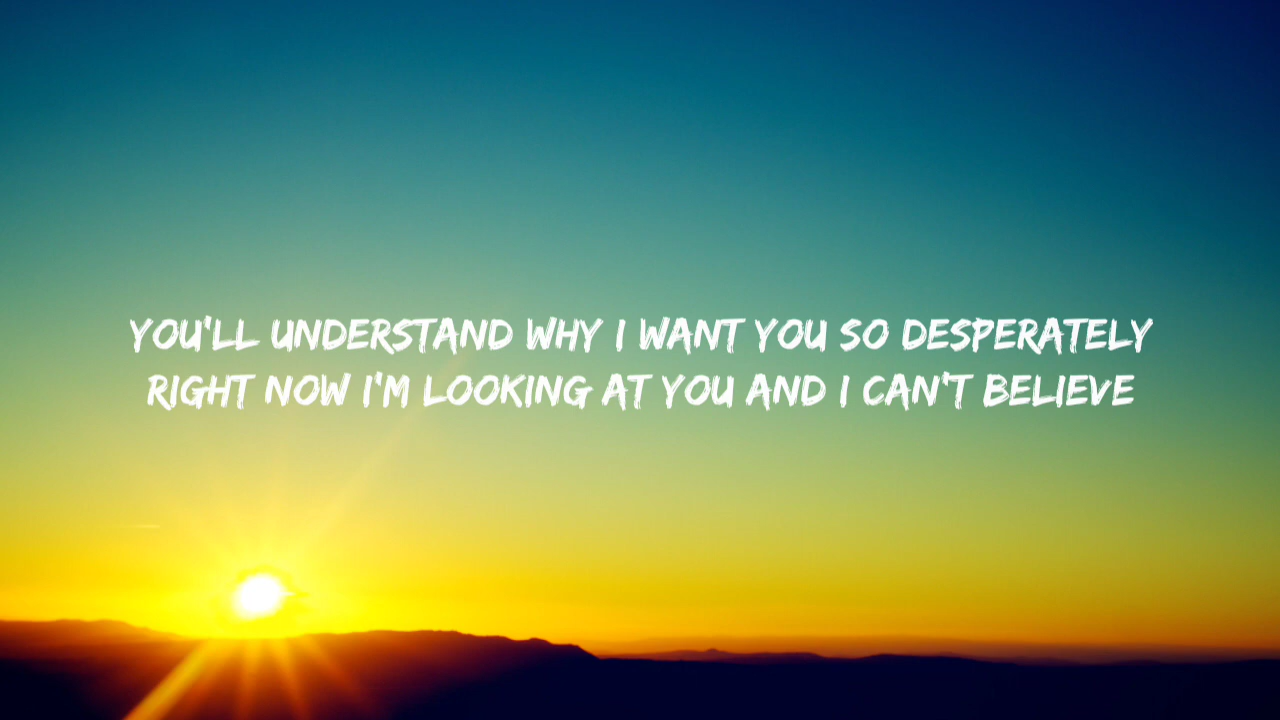 YOU'LL UNDERSTAND WHY I WANT YOU SO DESPERATELY
RIGHT NOW I'M LOOKING AT YOU AND I CAN'T BELIEVE